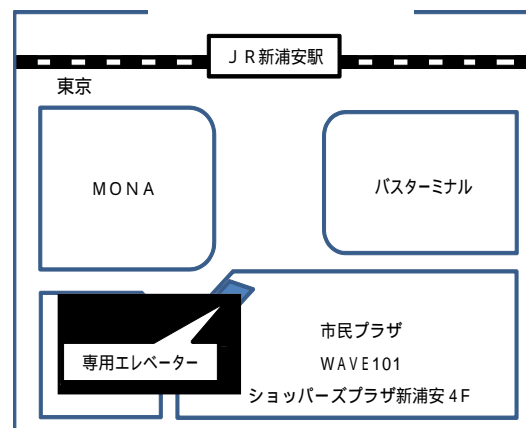 ＪＲ新浦安駅
東京
ＭＯＮＡ
バスターミナル
専用エレベーター
市民プラザ
WAVE101
ショッパーズプラザ新浦安４Ｆ